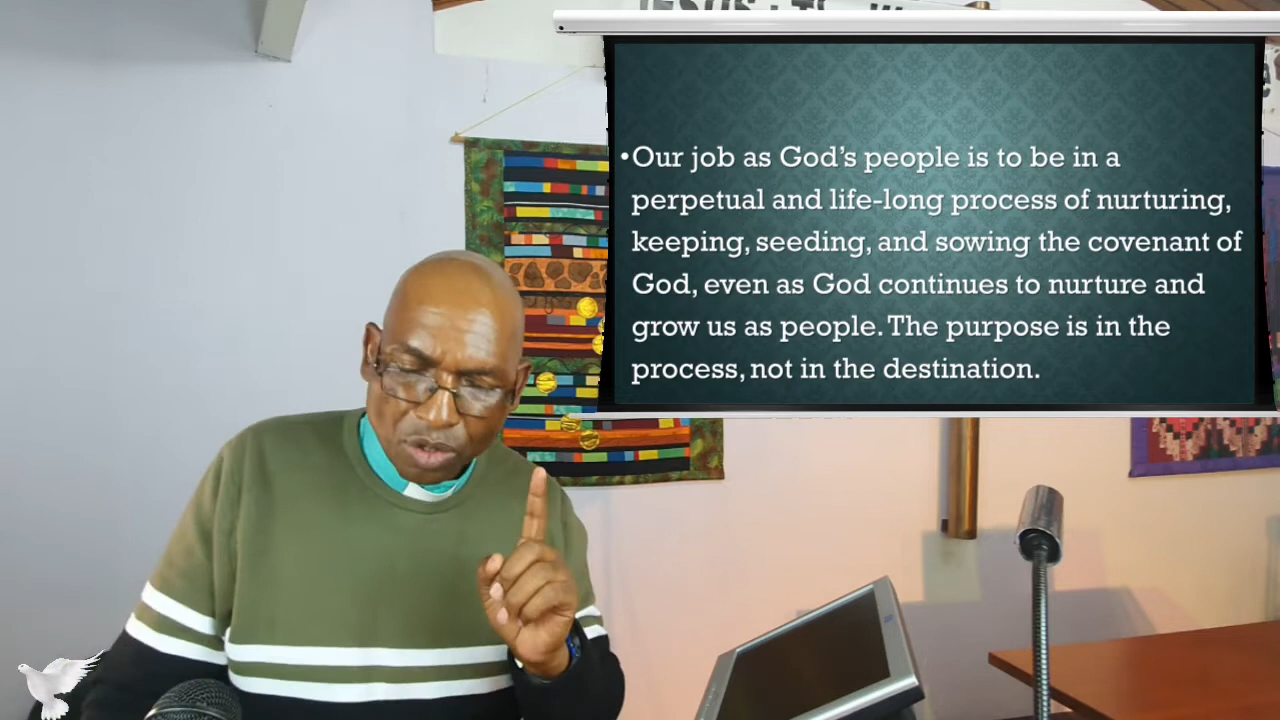 JESUS : The W
•Our job as God's people is to be in a
perpetual and life-long process of nurturing,
keeping, seeding, and sowing the covenant of
God, even as God continues to nurture and
grow us as people. The purpose is in the
process, not in the destination.